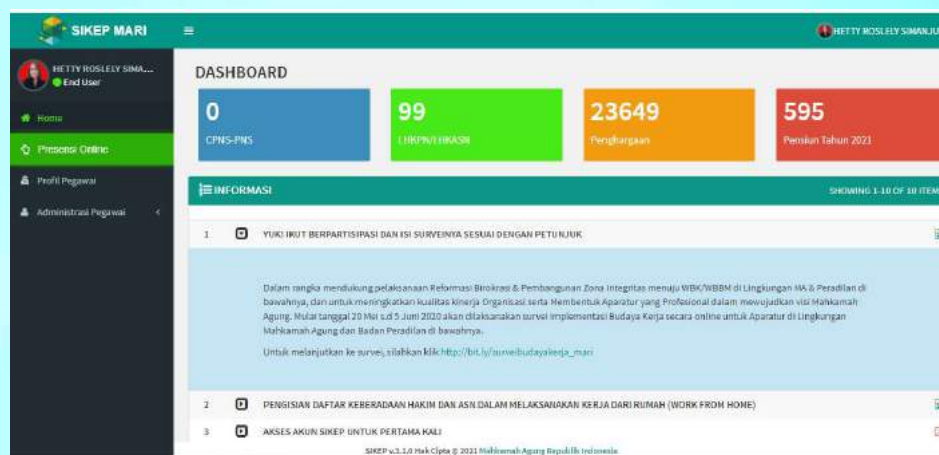 SIKEP MARI
HETTY ROSLELY SIMANJU
HETTY ROSLELY SIMA...
End User
Home
Presensi Online
Profil Pegawai
Administrasi Pegawai
DASHBOARD
0
CPNS-PNS
99
LHKPN/LHKASN
23649
Penghargaan
595
Pensiun Tahun 2021
INFORMASI
SHOWING 1-10 OF 10 ITEM
1 YUK! IKUT BERPARTISIPASI DAN ISI SURVEINYA SESUAI DENGAN PETUNJUK
Dalam rangka mendukung pelaksanaan Reformasi Birokrasi & Pembangunan Zona Integritas menuju WBK/WBBM di Lingkungan MA & Peradilan di
bawahnya, dan untuk meningkatkan kualitas kinerja Organisasi serta Membentuk Aparatur yang Profesional dalam mewujudkan visi Mahkamah
Agung. Mulai tanggal 20 Mei s.d 5 Juni 2020 akan dilaksanakan survei Implementasi Budaya Kerja secara online untuk Aparatur di Lingkungan
Mahkamah Agung dan Badan Peradilan di bawahnya.
Untuk melanjutkan ke survei, silahkan klik http://bit.ly/surveibudayakerja_mari
2 PENGISIAN DAFTAR KEBERADAAN HAKIM DAN ASN DALAM MELAKSANAKAN KERJA DARI RUMAH (WORK FROM HOME)
3 AKSES AKUN SIKEP UNTUK PERTAMA KALI
SIKEP v.3.1.0 Hak Cipta © 2021 Mahkamah Agung Republik Indonesia